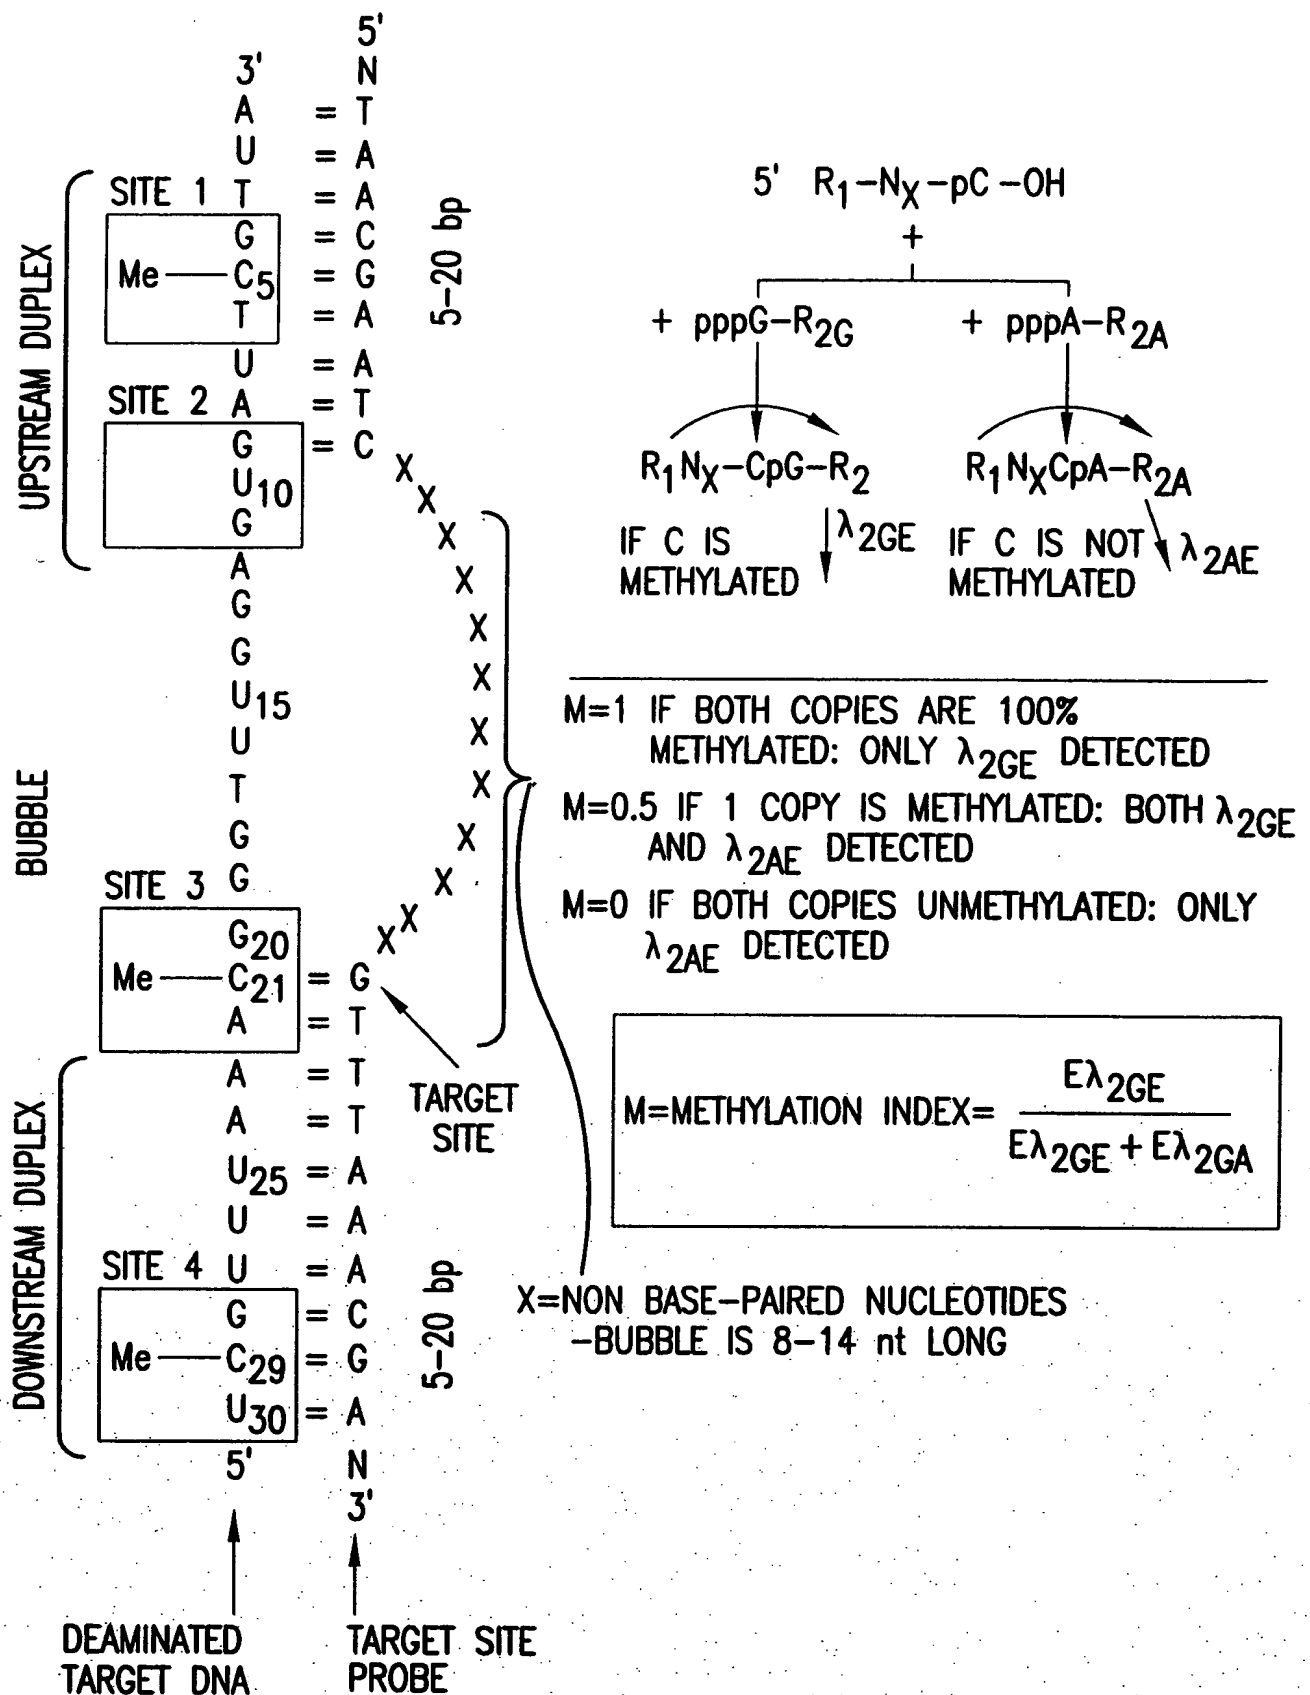 5'
3' N
A = T
U = A
SITE 1 T = A
G = C
Me — C5 = G
T = A
U = A
SITE 2 A = T
G = C
U10
G
A
G
G
U15
U
T
G
SITE 3 G
G20
Me — C21 = G
A = T
A = T
A = T
U25 = A
U = A
SITE 4 U = A
G = C
Me — C29 = G
U30 = A
5' N
3'
X
X
X
X
X
X
X
X
X
X
X
X
UPSTREAM DUPLEX
BUBBLE
DOWNSTREAM DUPLEX
5-20 bp
5-20 bp
TARGET
SITE
DEAMINATED
TARGET DNA
TARGET SITE
PROBE
5' R1-NX-pC-OH
+
+ pppG-R2G + pppA-R2A
R1NX-CpG-R2 R1NXCpA-R2A
IF C IS
METHYLATED
λ2GE
IF C IS NOT
METHYLATED
λ2AE
M=1 IF BOTH COPIES ARE 100%
METHYLATED: ONLY λ2GE DETECTED
M=0.5 IF 1 COPY IS METHYLATED: BOTH λ2GE
AND λ2AE DETECTED
M=0 IF BOTH COPIES UNMETHYLATED: ONLY
λ2AE DETECTED
M=METHYLATION INDEX=
Eλ2GE
Eλ2GE + Eλ2GA
X=NON BASE-PAIRED NUCLEOTIDES
-BUBBLE IS 8-14 nt LONG